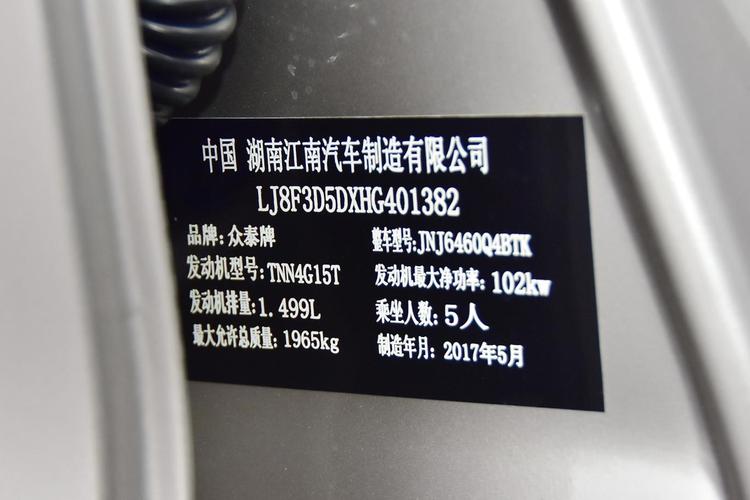 中国 湖南江南汽车制造有限公司
LJ8F3D5DXHG401382
品牌:众泰牌 整车型号:JNJ6460Q4BTK
发动机型号:TNN4G15T 发动机最大净功率:102kw
发动机排量:1.499L 乘坐人数:5人
最大允许总质量:1965kg 制造年月:2017年5月